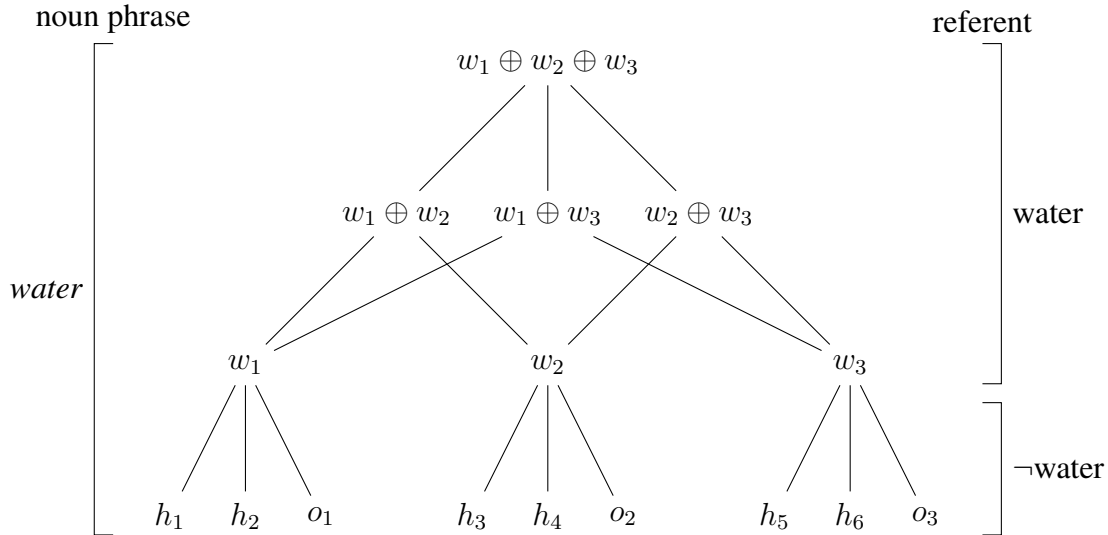 noun phrase referent
w₁ ⊕ w₂ ⊕ w₃
w₁ ⊕ w₂ w₁ ⊕ w₃ w₂ ⊕ w₃ water
water
w₁ w₂ w₃
¬water
h₁ h₂ o₁ h₃ h₄ o₂ h₅ h₆ o₃